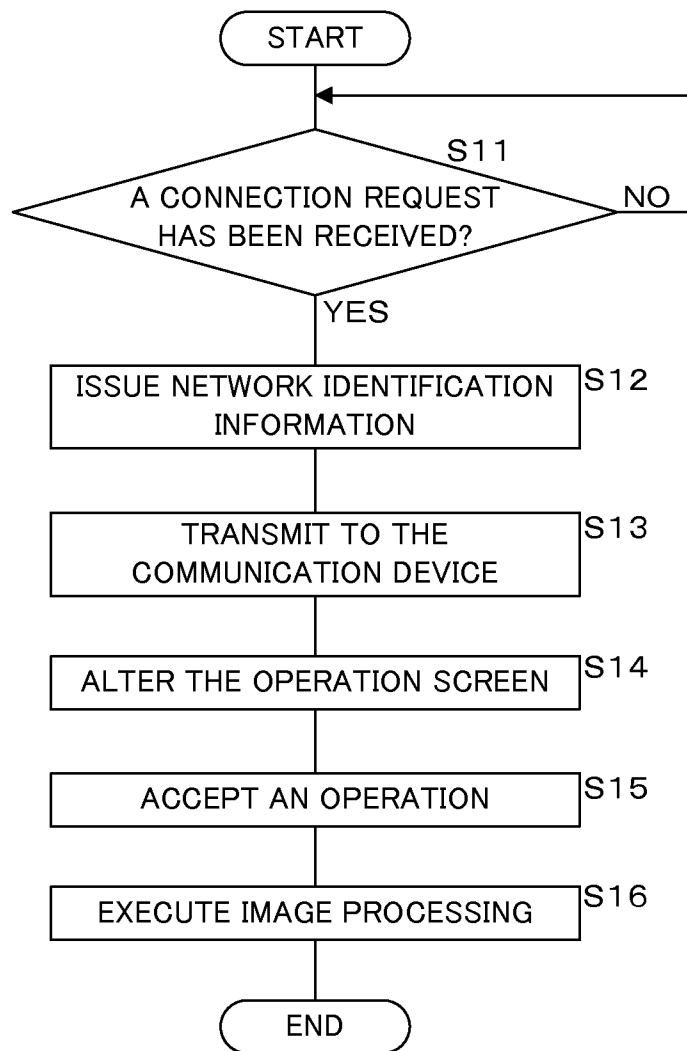 START
S11
A CONNECTION REQUEST
HAS BEEN RECEIVED?
NO
YES
ISSUE NETWORK IDENTIFICATION
INFORMATION
S12
TRANSMIT TO THE
COMMUNICATION DEVICE
S13
ALTER THE OPERATION SCREEN
S14
ACCEPT AN OPERATION
S15
EXECUTE IMAGE PROCESSING
S16
END